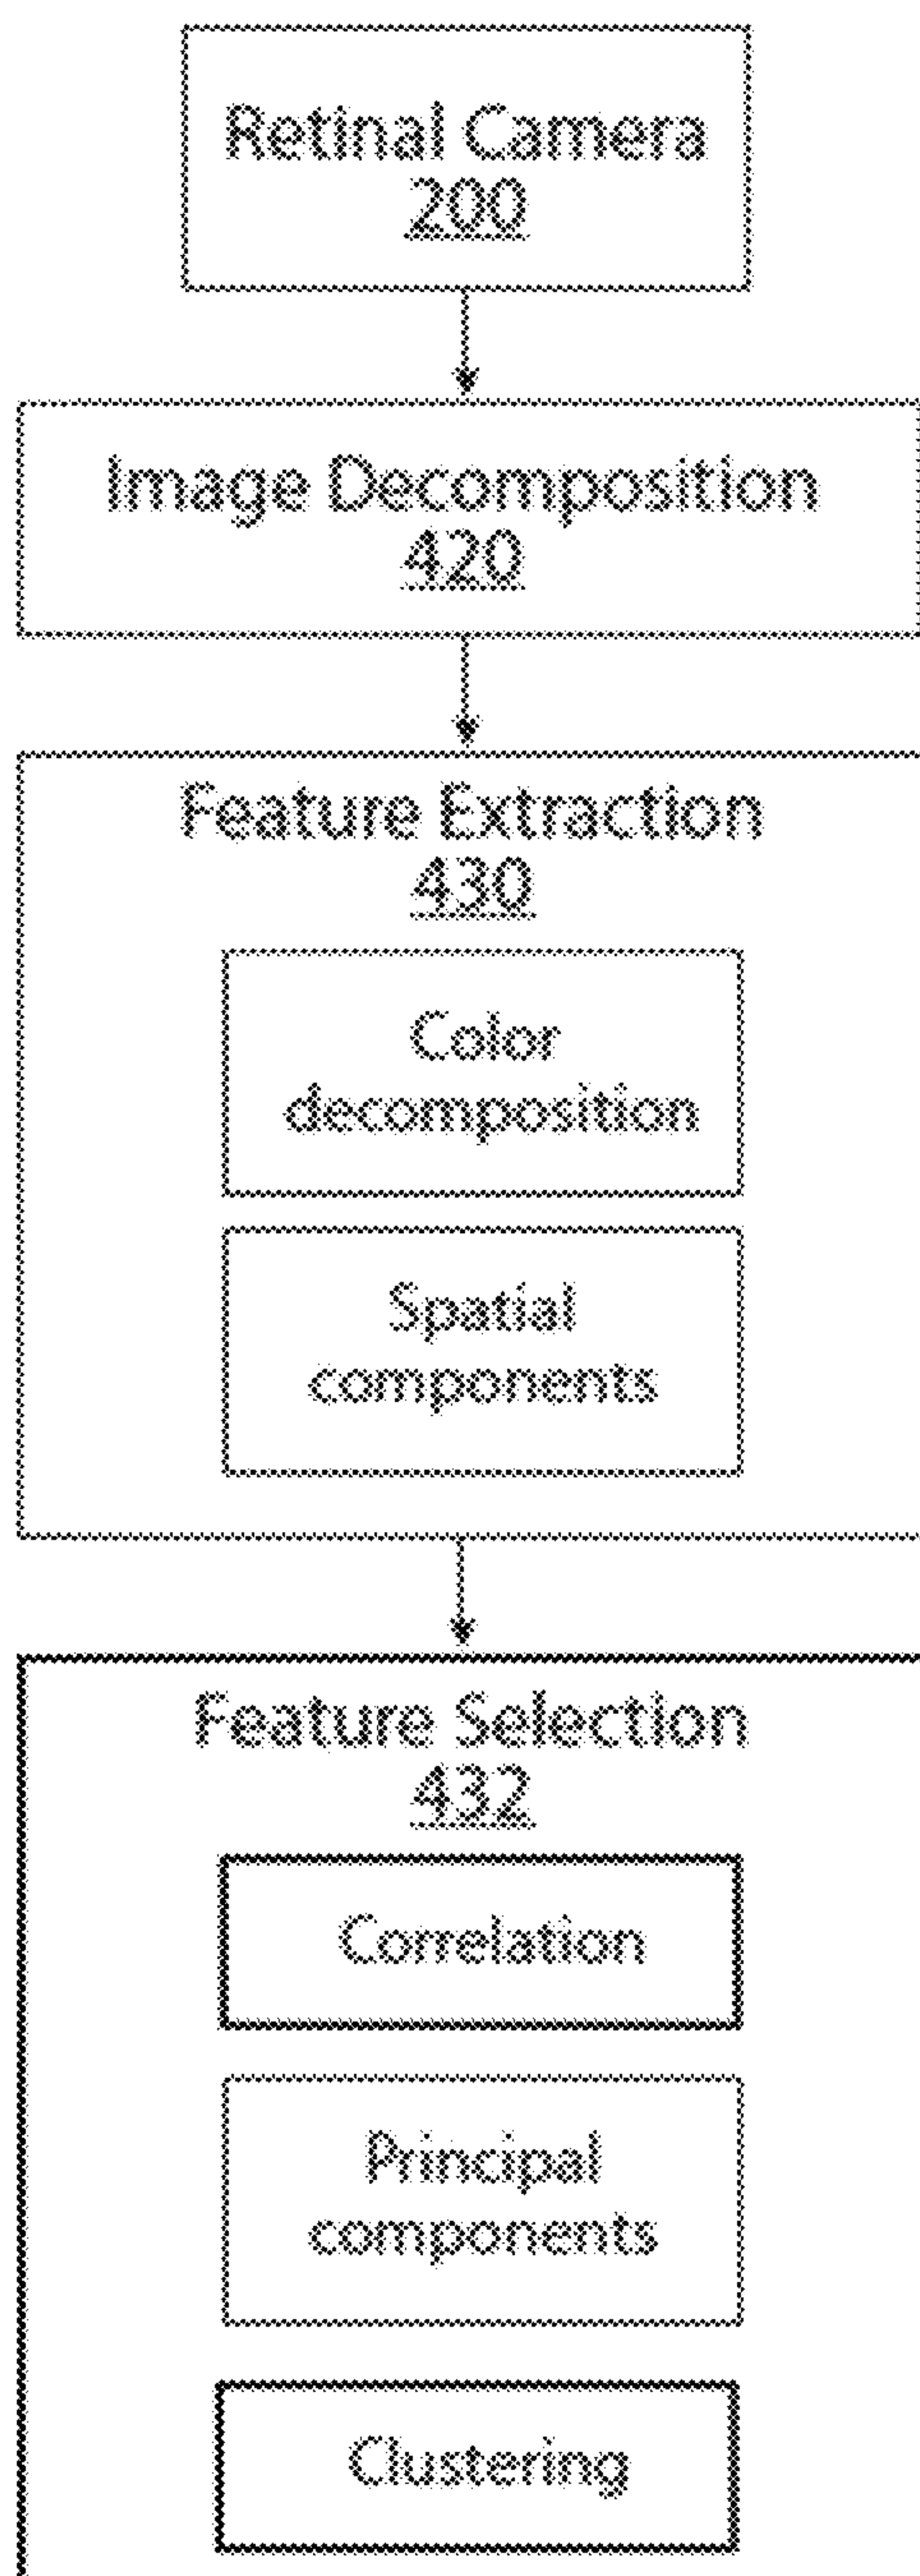 Retinal Camera
200
Image Decomposition
420
Feature Extraction
430
Color
decomposition
Spatial
components
Feature Selection
432
Correlation
Principal
components
Clustering